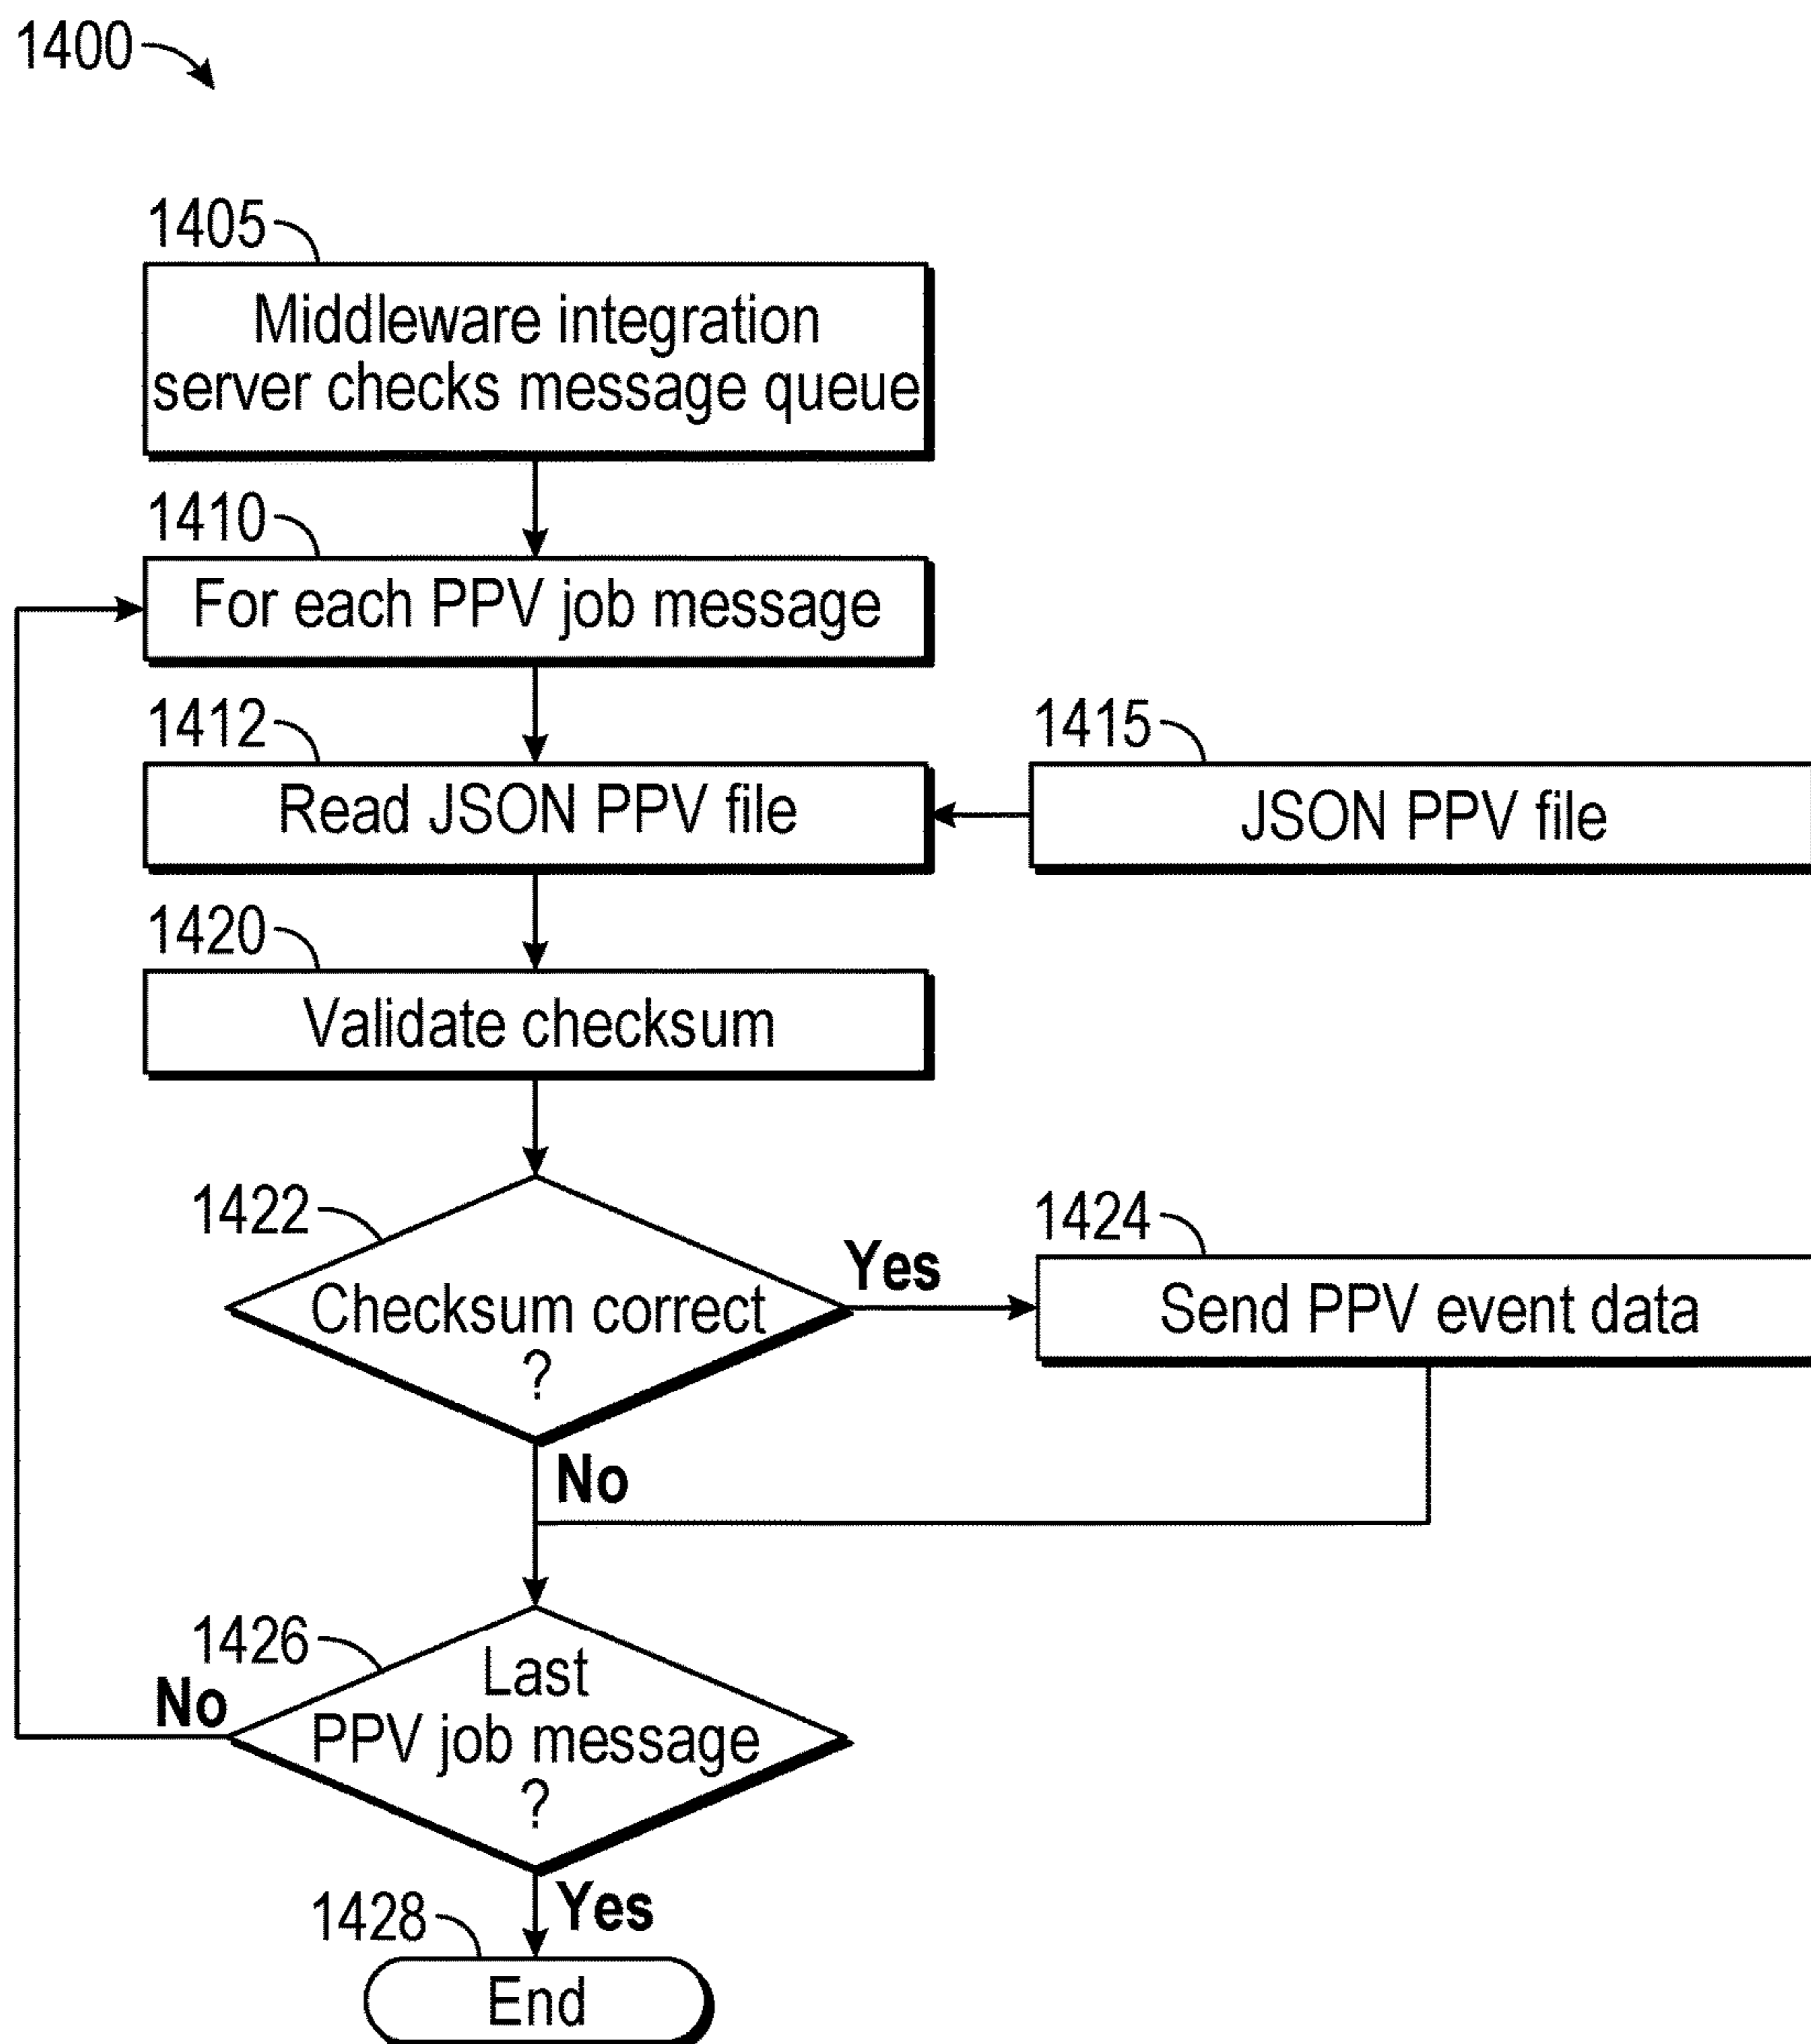 1400
1405
Middleware integration
server checks message queue
1410
For each PPV job message
1412
Read JSON PPV file
1415
JSON PPV file
1420
Validate checksum
1422
Checksum correct
?
Yes
1424
Send PPV event data
No
1426
Last
PPV job message
?
No
Yes
1428
End